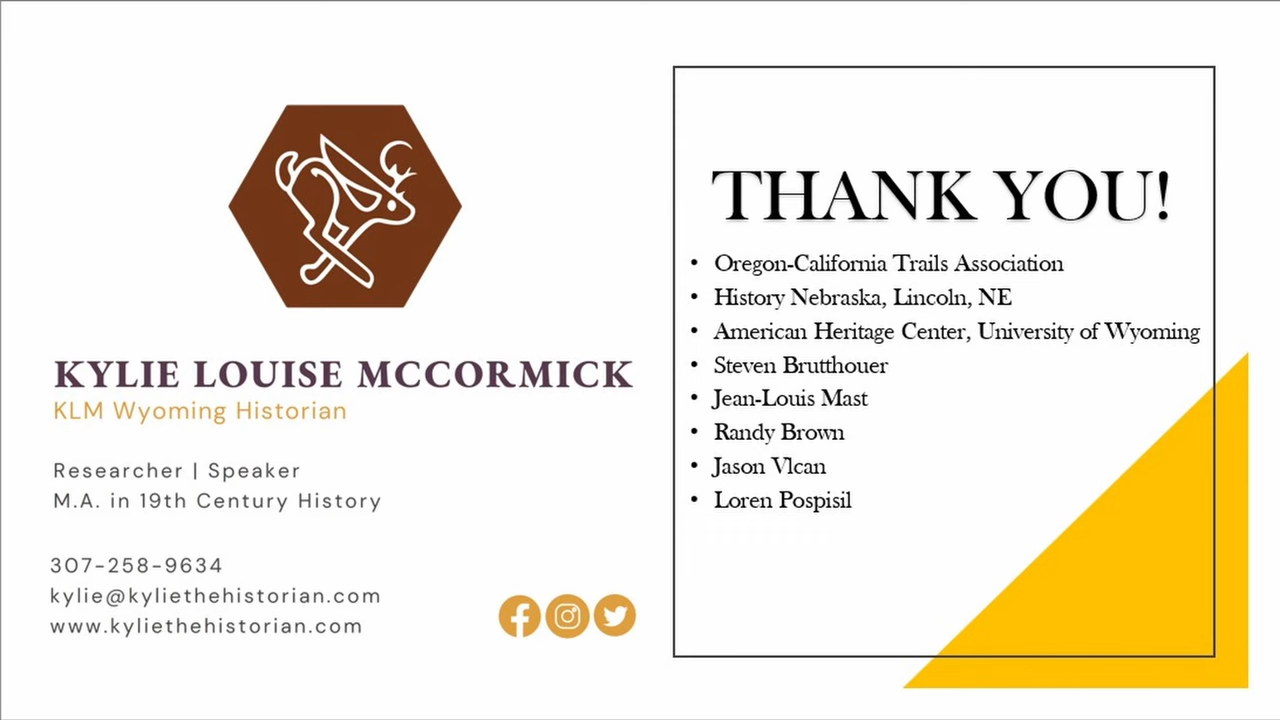 KYLIE LOUISE MCCORMICK
KLM Wyoming Historian
Researcher | Speaker
M.A. in 19th Century History
307-258-9634
kylie@kyliethehistorian.com
www.kyliethehistorian.com
THANK YOU!
• Oregon-California Trails Association
• History Nebraska, Lincoln, NE
• American Heritage Center, University of Wyoming
• Steven Brutthouer
• Jean-Louis Mast
• Randy Brown
• Jason Vlcan
• Loren Pospisil